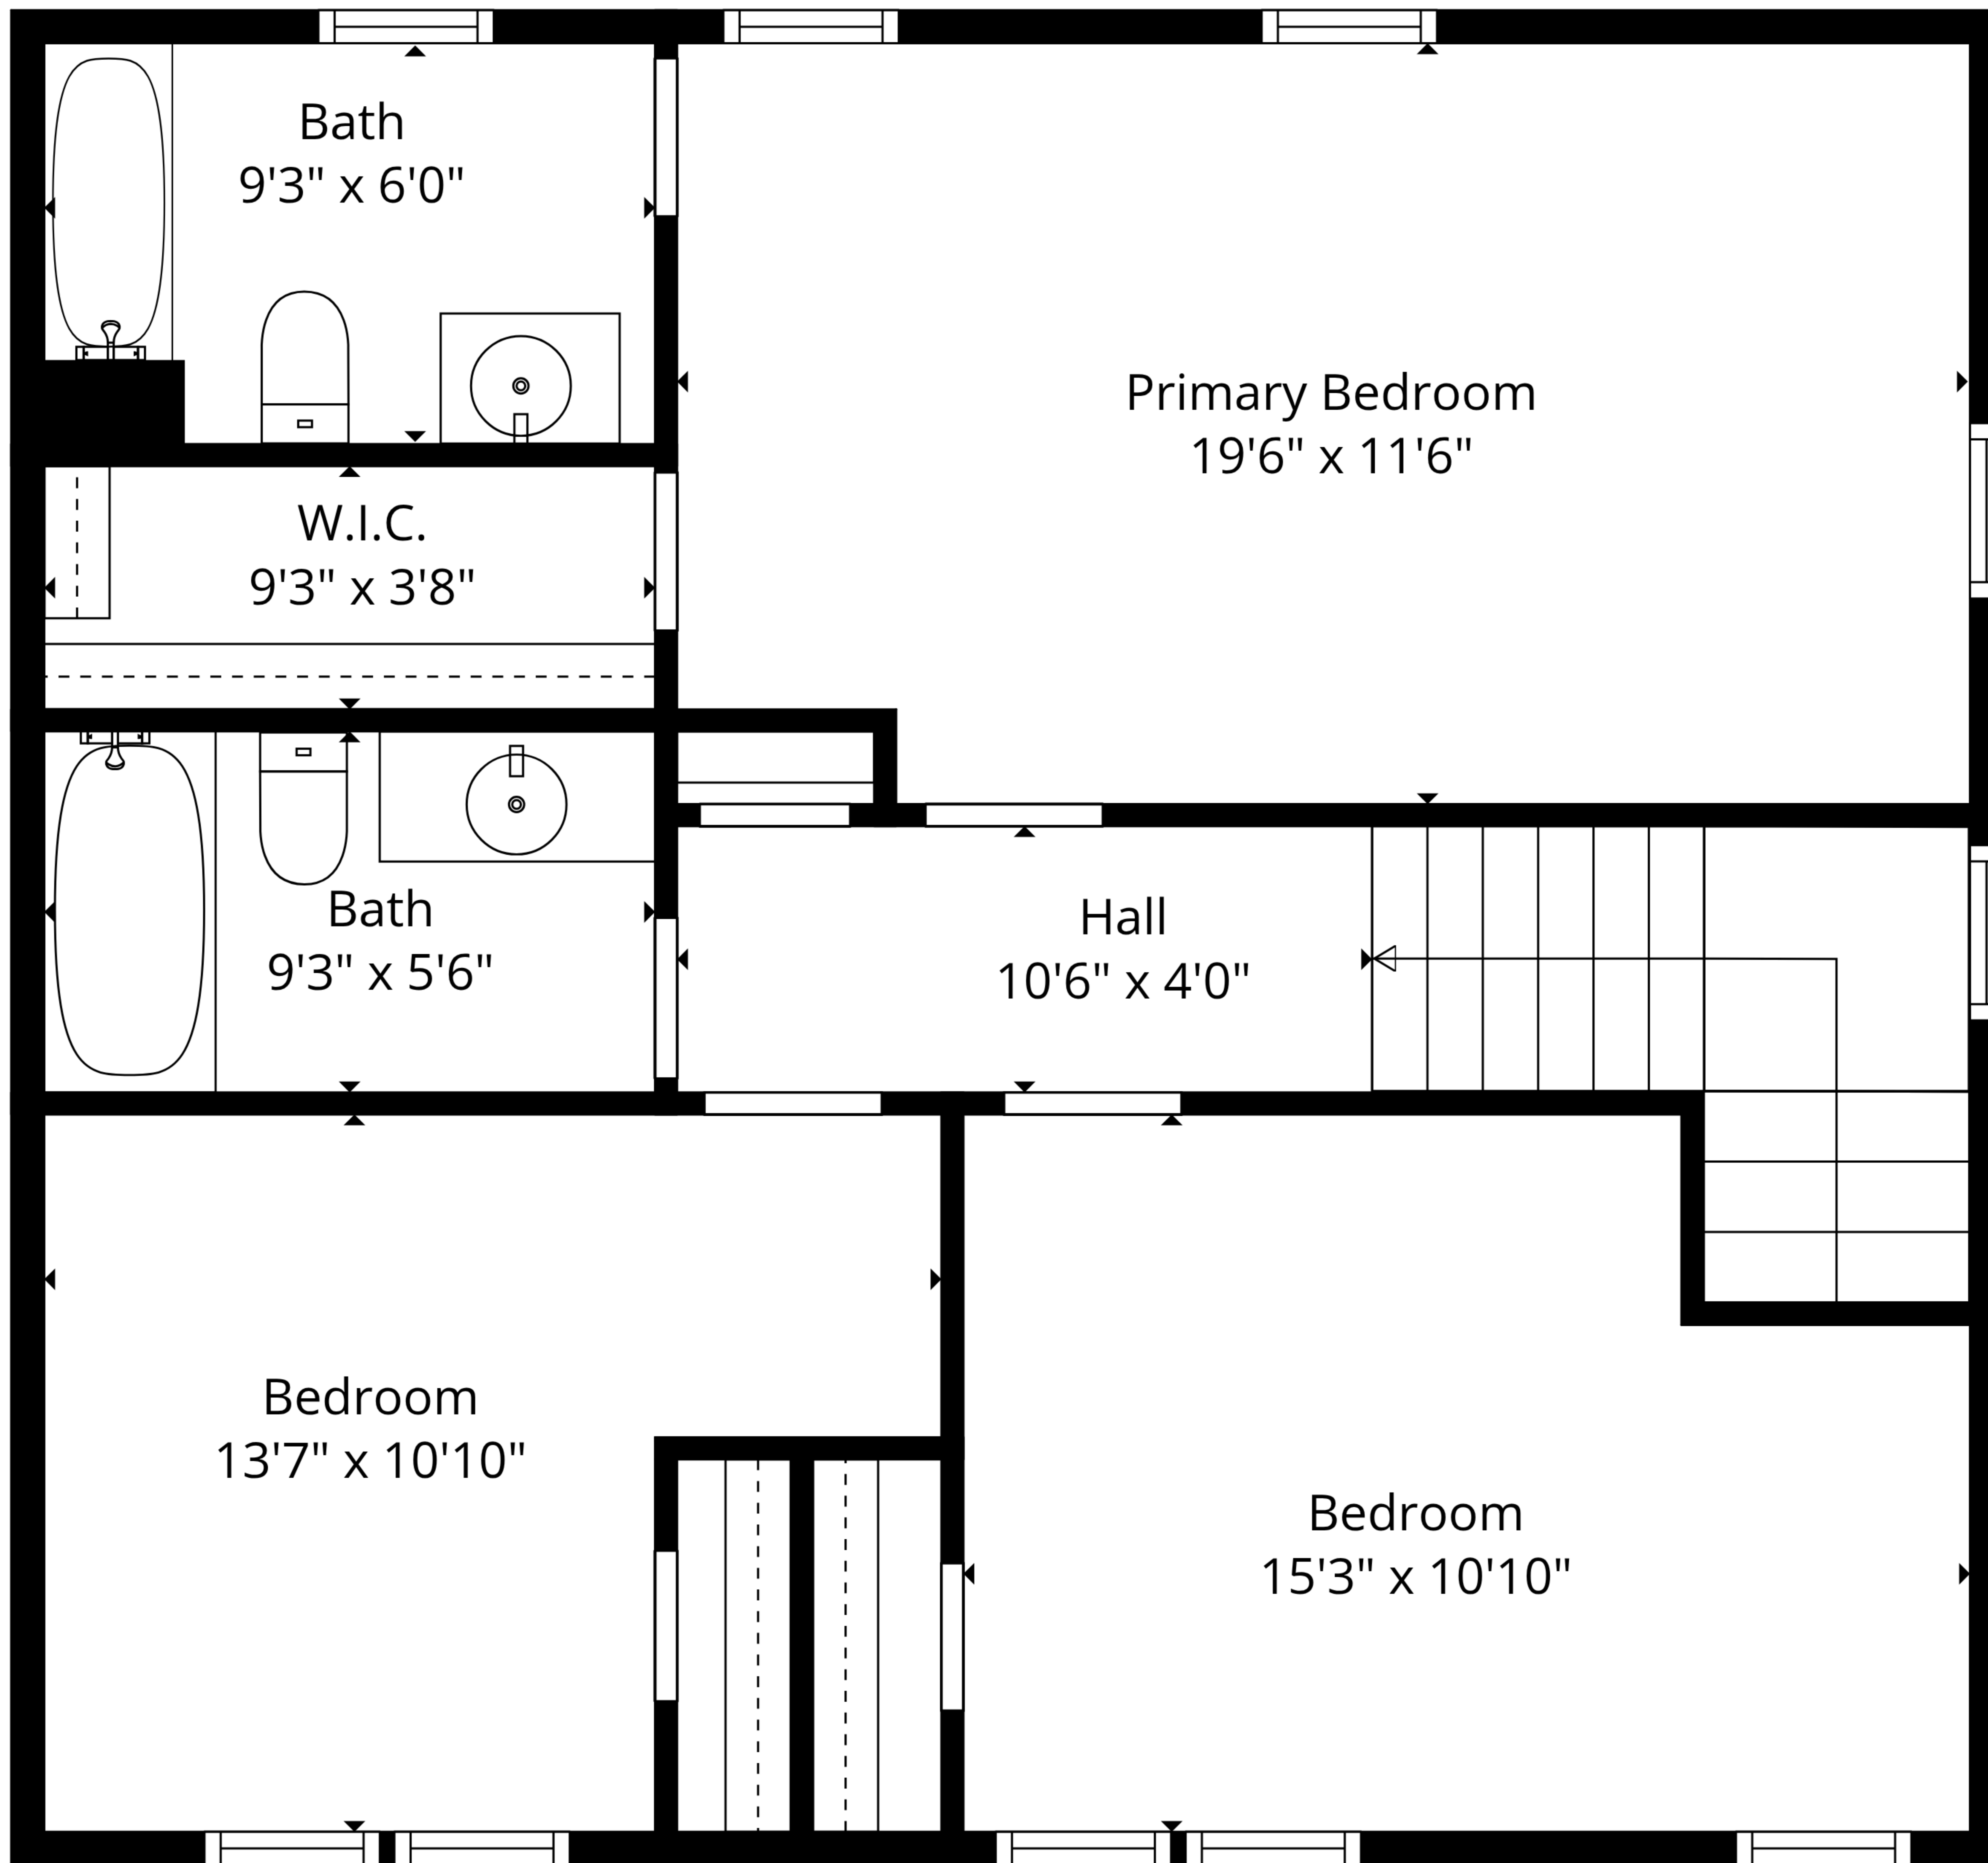 Bath
9'3" x 6'0"
Primary Bedroom
19'6" x 11'6"
W.I.C.
9'3" x 3'8"
Bath
9'3" x 5'6"
Hall
10'6" x 4'0"
Bedroom
13'7" x 10'10"
Bedroom
15'3" x 10'10"